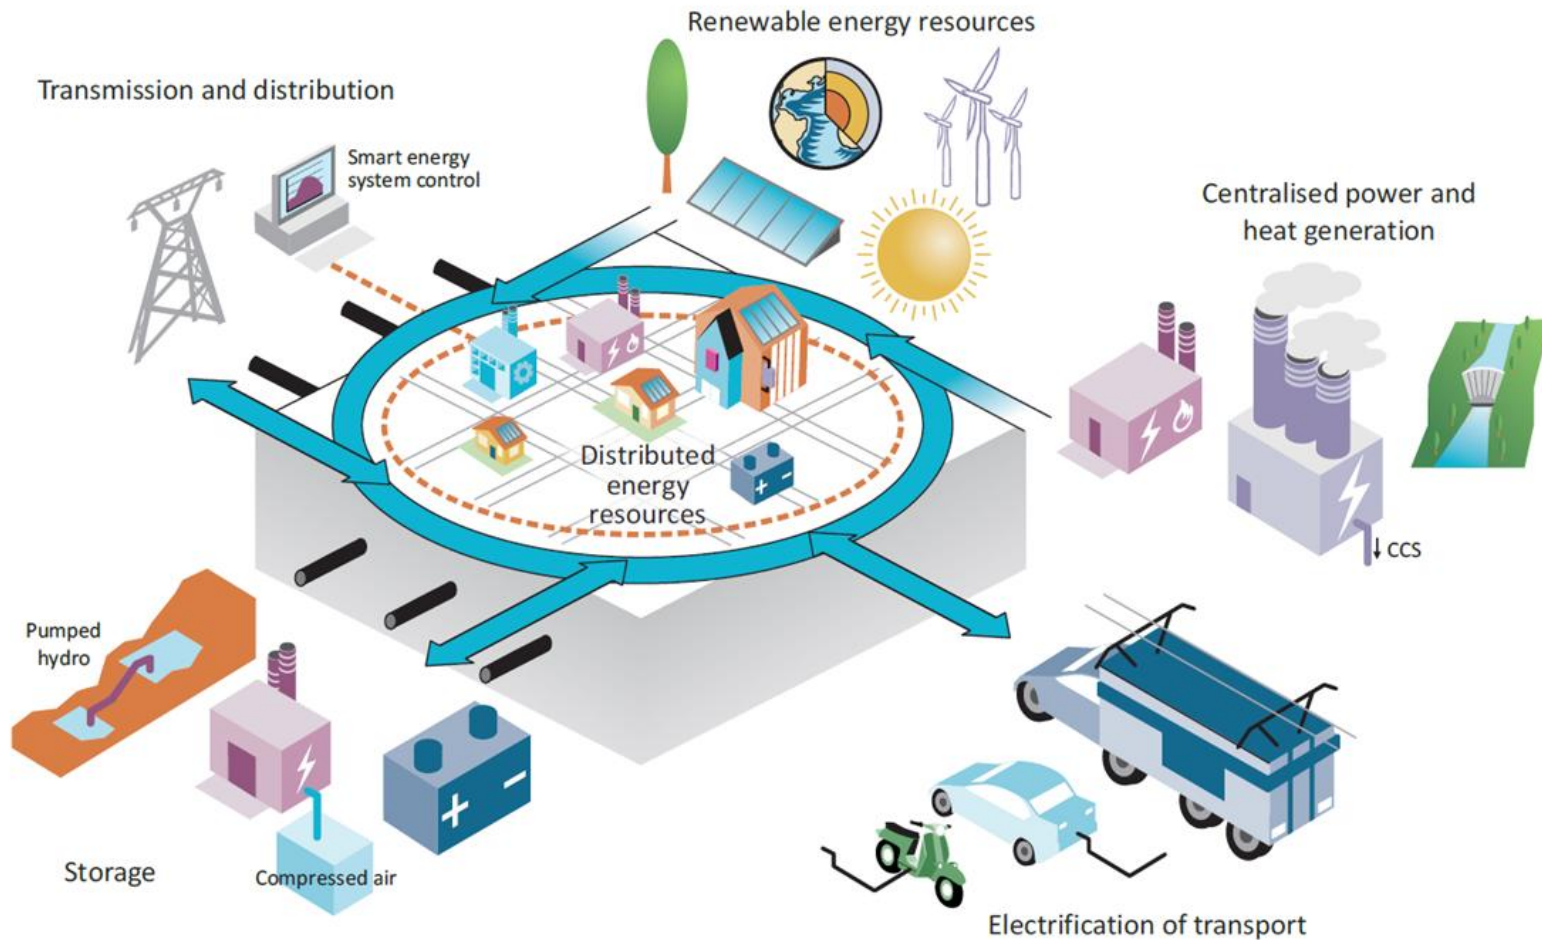 Renewable energy resources
Transmission and distribution
Smart energy
system control
Centralised power and
heat generation
Distributed
energy
resources
+ -
CCS
Pumped
hydro
+ -
Storage
Compressed air
Electrification of transport